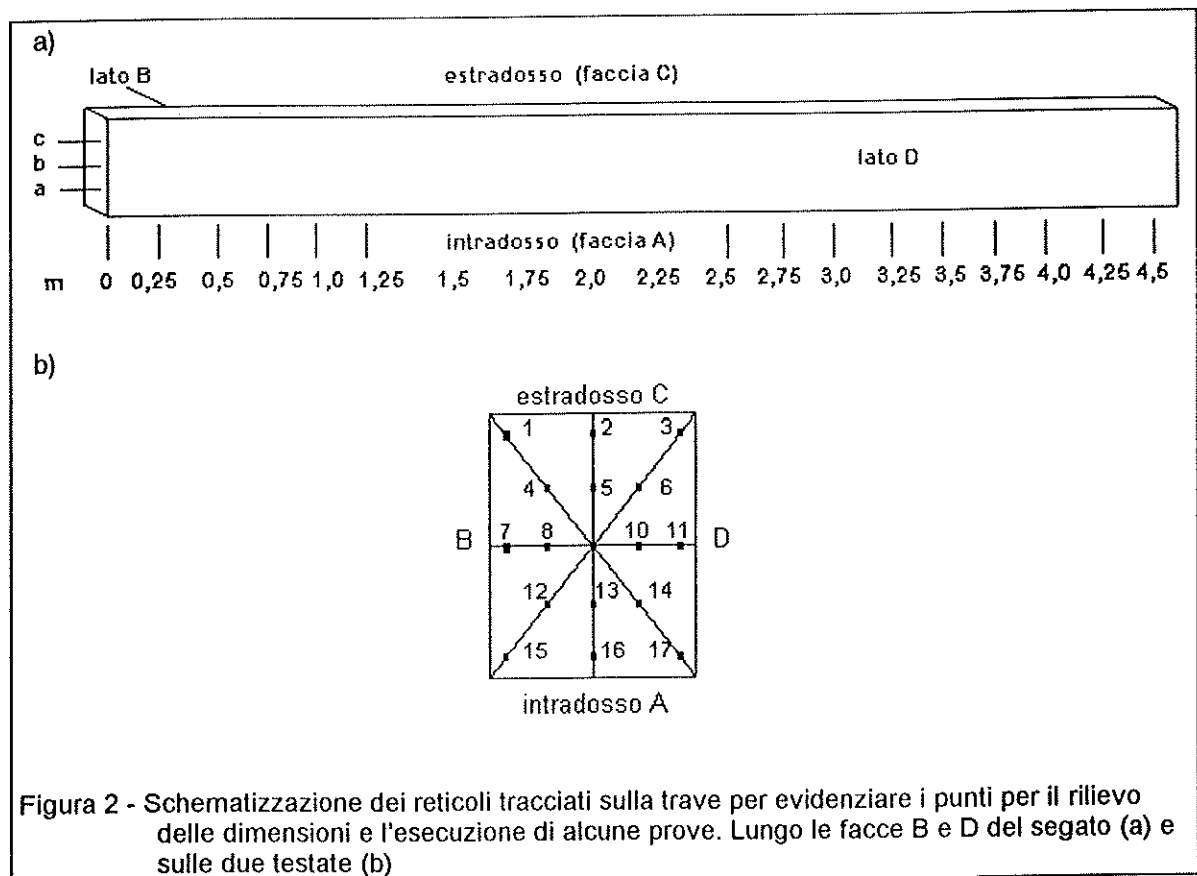 a)
lato B
estradosso (faccia C)
c
b
a
lato D
intradosso (faccia A)
m 0 0,25 0,5 0,75 1,0 1,25 1,5 1,75 2,0 2,25 2,5 2,75 3,0 3,25 3,5 3,75 4,0 4,25 4,5
b)
estradosso C
1 2 3
4 5 6
B 7 8 10 11 D
12 13 14
15 16 17
intradosso A
Figura 2 - Schematizzazione dei reticoli tracciati sulla trave per evidenziare i punti per il rilievo
delle dimensioni e l'esecuzione di alcune prove. Lungo le facce B e D del segato (a) e
sulle due testate (b)